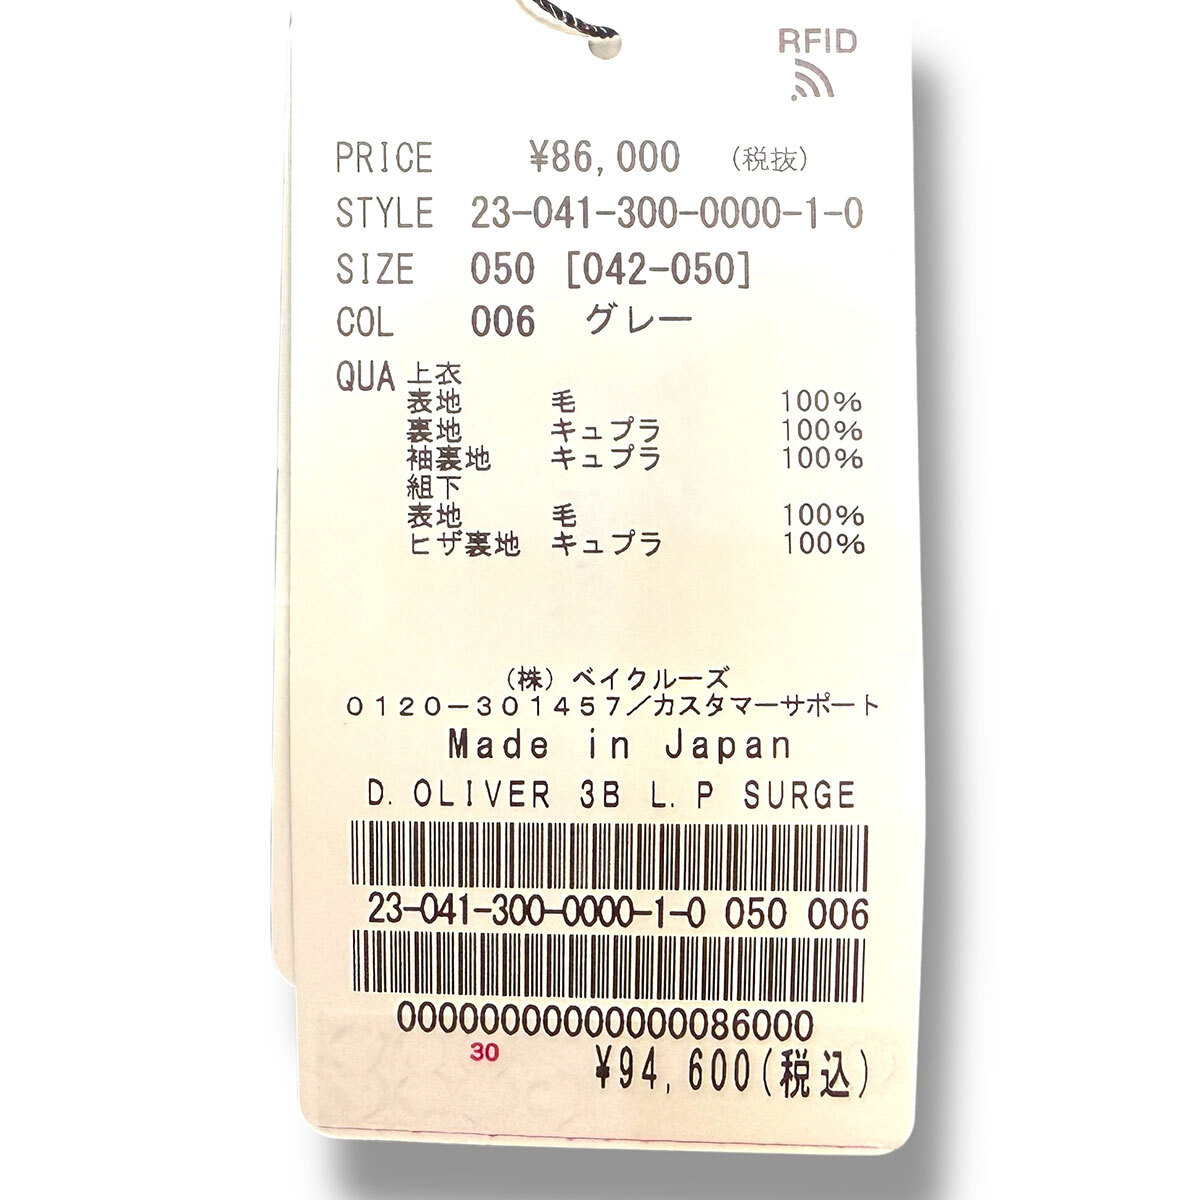 RFID
PRICE ¥86,000 (税抜)
STYLE 23-041-300-0000-1-0
SIZE 050 [042-050]
COL 006 グレー
QUA 上衣
表地 毛 100%
裏地 キュプラ 100%
袖裏地 キュプラ 100%
組下
表地 毛 100%
ヒザ裏地 キュプラ 100%
(株)ベイクルーズ
0120-301457/カスタマーサポート
Made in Japan
D. OLIVER 3B L.P SURGE
23-041-300-0000-1-0 050 006
00000000000000086000
30
¥94,600(税込)